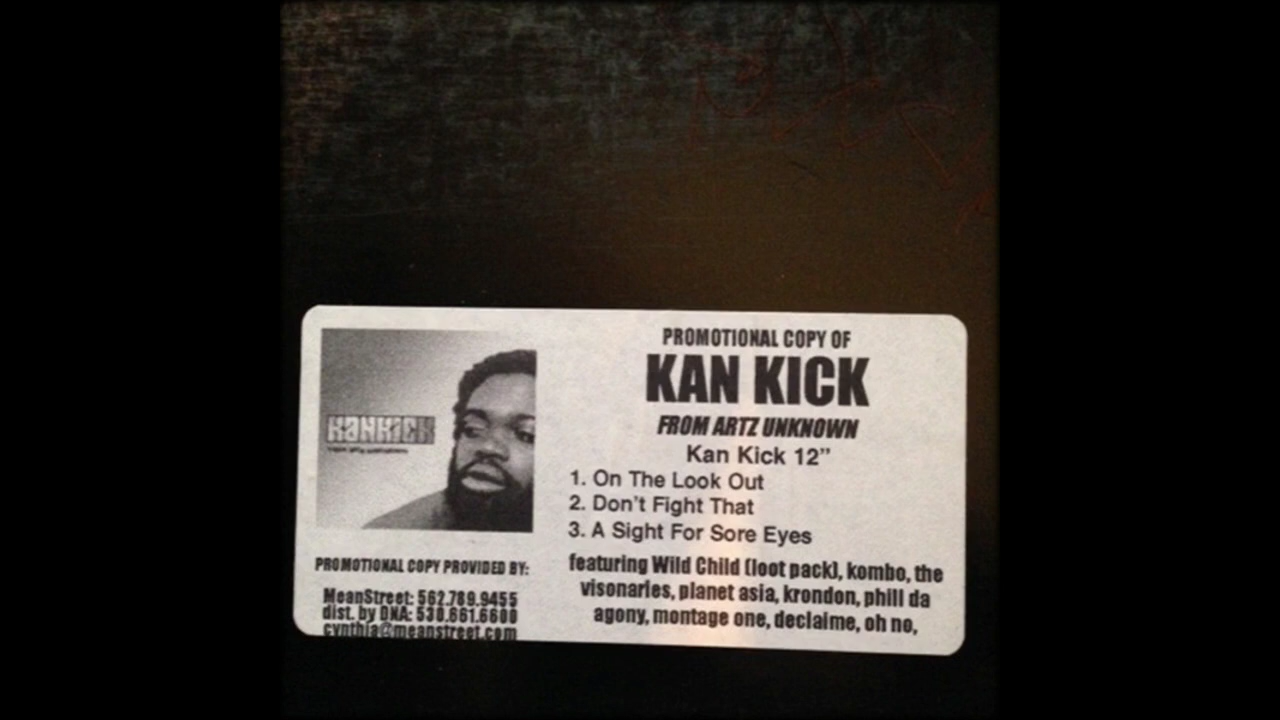 PROMOTIONAL COPY OF
KAN KICK
FROM ARTZ UNKNOWN
Kan Kick 12”
1. On The Look Out
2. Don't Fight That
3. A Sight For Sore Eyes
featuring Wild Child (loot pack), kombo, the
visonaries, planet asia, krondon, phill da
agony, montage one, declaime, oh no,
KANKICK
PROMOTIONAL COPY PROVIDED BY:
MeanStreet: 562.789.9455
dist. by DNA: 530.661.6600
cynthia@meanstreet.com